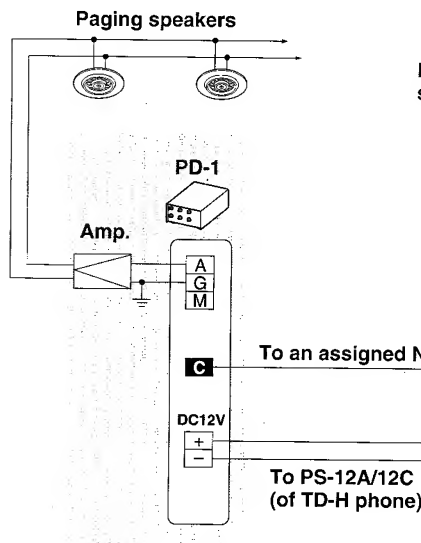 Paging speakers
PD-1
Amp.
A
G
M
C
To an assigned
DC12V
+
−
To PS-12A/12C
(of TD-H phone)